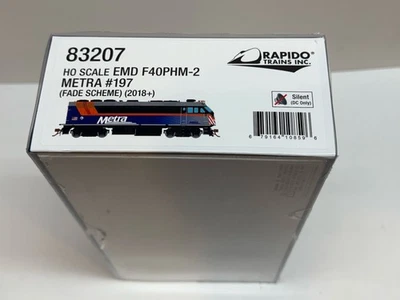 83207
HO SCALE EMD F40PHM-2
METRA #197
(FADE SCHEME) (2018+)
RAPIDO
TRAINS INC.
Silent
(DC Only)
Metra